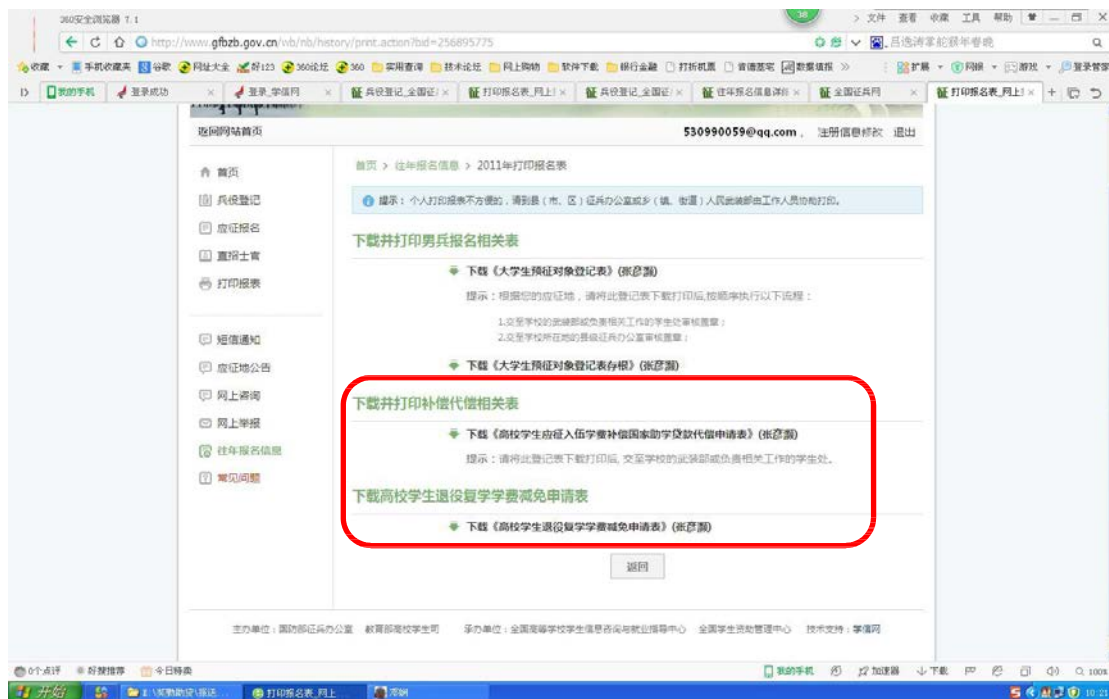 360安全浏览器 7.1
38
文件 查看 收藏 工具 帮助
http://www.gfbzb.gov.cn/wb/nb/history/print.action?bid=256895775
收藏 手机收藏夹 谷歌 网址大全 好123 360论坛 360 实用查询 技术论坛 网上购物 软件下载 银行金融 打折机票 数据填报 扩展 网银 游戏 登录管
我的手机 登录成功 登录_学信网 兵役登记_全国征 打印报名表_网上 兵役登记_全国征 往年报名信息详 全国征兵网 打印报名表_网上
返回网站首页
530990059@qq.com， 注册信息修改 退出
首页 > 往年报名信息 > 2011年打印报名表
首页
兵役登记
应征报名
直招士官
打印报表
短信通知
应征地公告
网上咨询
网上举报
往年报名信息
常见问题
提示：个人打印报表不方便的，请到县（市、区）征兵办公室或乡（镇、街道）人民武装部由工作人员协助打印。
下载并打印男兵报名相关表
下载《大学生预征对象登记表》(张彦灏)
提示：根据您的应征地，请将此登记表下载打印后,按顺序执行以下流程：
1.交至学校的武装部或负责相关工作的学生处审核盖章；
2.交至学校所在地的县级征兵办公室审核盖章；
下载《大学生预征对象登记表存根》(张彦灏)
下载并打印补偿代偿相关表
下载《高校学生应征入伍学费补偿国家助学贷款代偿申请表》(张彦灏)
提示：请将此登记表下载打印后, 交至学校的武装部或负责相关工作的学生处。
下载高校学生退役复学学费减免申请表
下载《高校学生退役复学学费减免申请表》(张彦灏)
返回
主办单位：国防部征兵办公室 教育部高校学生司 承办单位：全国高等学校学生信息咨询与就业指导中心 全国学生资助管理中心 技术支持：学信网
0个点评 好搜推荐 今日特卖
我的手机 加速器 下载 100%
开始 打印报名表_网上 邓娴 10:21